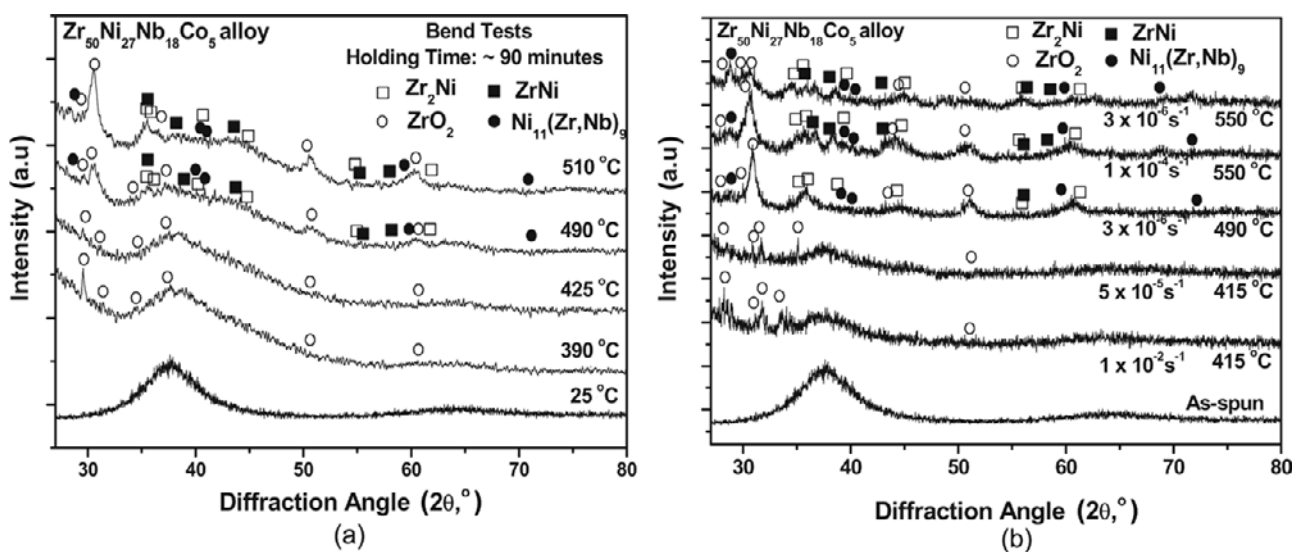 Zr50Ni27Nb18Co5 alloy
Bend Tests
Holding Time: ~ 90 minutes
Zr2Ni
ZrNi
ZrO2
Ni11(Zr,Nb)9
510 °C
490 °C
425 °C
390 °C
25 °C
Intensity (a.u)
30
40
50
60
70
80
Diffraction Angle (2θ,°)
(a)
Zr50Ni27Nb18Co5 alloy
Zr2Ni
ZrNi
ZrO2
Ni11(Zr,Nb)9
3 x 10-6s-1
550 °C
1 x 10-4s-1
550 °C
3 x 10-6s-1
490 °C
5 x 10-5s-1
415 °C
1 x 10-2s-1
415 °C
As-spun
Intensity (a.u)
30
40
50
60
70
80
Diffraction Angle (2θ,°)
(b)